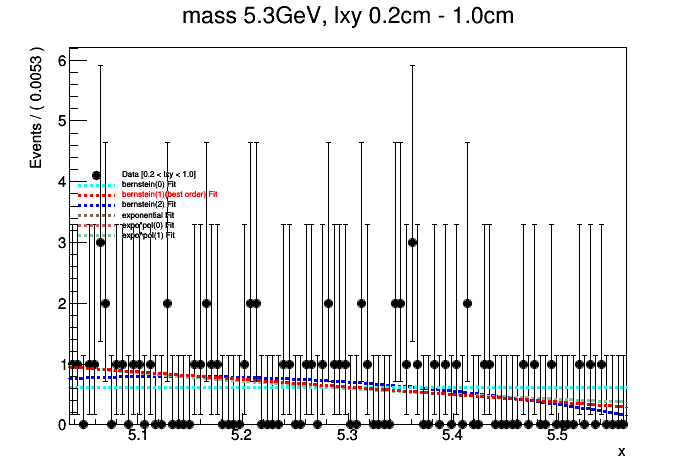 mass 5.3GeV, lxy 0.2cm - 1.0cm
Events / ( 0.0053 )
6
5
4
3
2
1
0
Data [0.2 < lxy < 1.0]
bernstein(0) Fit
bernstein(1)(best order) Fit
bernstein(2) Fit
exponential Fit
expo*pol(0) Fit
expo*pol(1) Fit
5.1 5.2 5.3 5.4 5.5
x